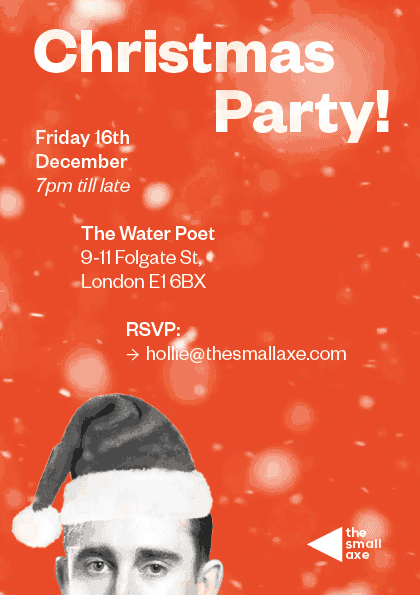 Christmas
Party!
Friday 16th
December
7pm till late
The Water Poet
9-11 Folgate St,
London E1 6BX
RSVP:
→ hollie@thesmallaxe.com
the
small
axe